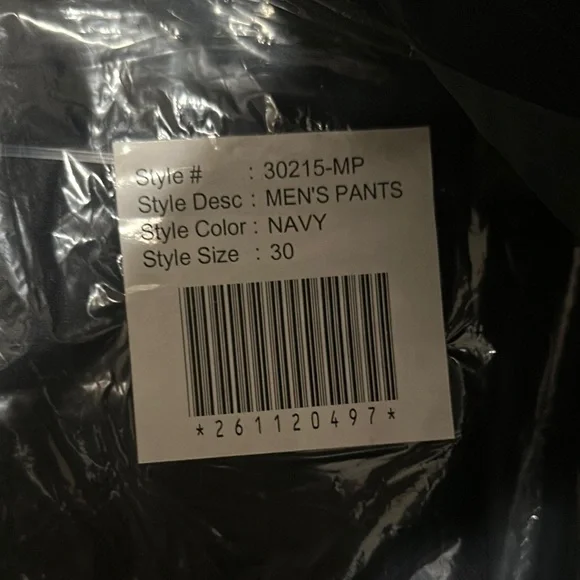 Style # : 30215-MP
Style Desc : MEN'S PANTS
Style Color : NAVY
Style Size : 30
*261120497*